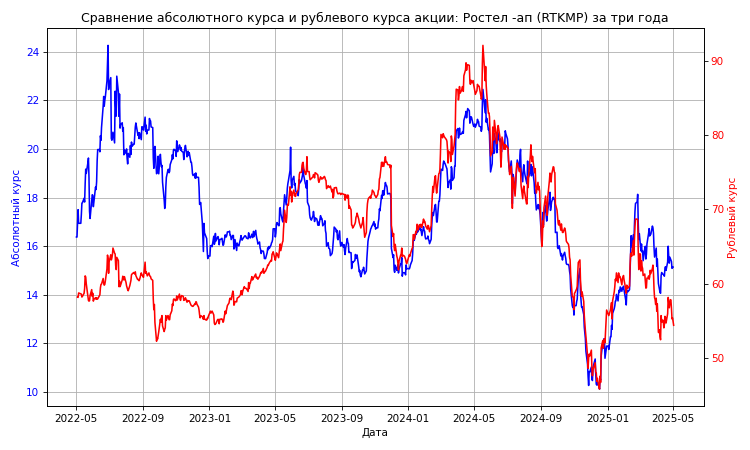 Сравнение абсолютного курса и рублевого курса акции: Ростел -ап (RTKMP) за три года
Абсолютный курс
24
22
20
18
16
14
12
10
90
80
70
60
50
Рублевый курс
2022-05 2022-09 2023-01 2023-05 2023-09 2024-01 2024-05 2024-09 2025-01 2025-05
Дата